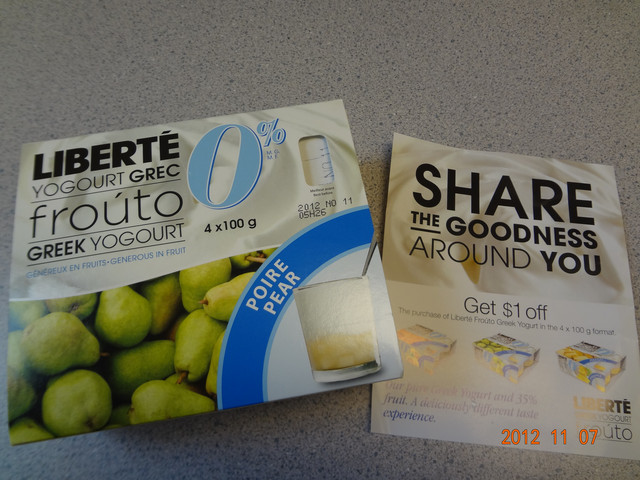 LIBERTÉ
YOGOURT GREC
froúto
GREEK YOGOURT
GÉNÉREUX EN FRUITS • GENEROUS IN FRUIT
0%
M.G.
M.F.
4 x 100 g
2012 NO 11
05H26
POIRE
PEAR
SHARE
THE GOODNESS
AROUND YOU
Get $1 off
The purchase of Liberté Froúto Greek Yogurt in the 4 x 100 g format.
yogurt and 35%
fruit. A deliciously different taste
experience.
LIBERTÉ
GREEK YOGOURT
froúto
2012 11 07